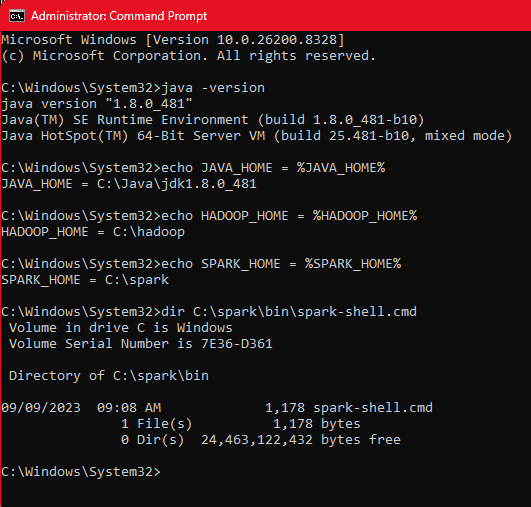 Administrator: Command Prompt
Microsoft Windows [Version 10.0.26200.8328]
(c) Microsoft Corporation. All rights reserved.
C:\Windows\System32>java -version
java version "1.8.0_481"
Java(TM) SE Runtime Environment (build 1.8.0_481-b10)
Java HotSpot(TM) 64-Bit Server VM (build 25.481-b10, mixed mode)
C:\Windows\System32>echo JAVA_HOME = %JAVA_HOME%
JAVA_HOME = C:\Java\jdk1.8.0_481
C:\Windows\System32>echo HADOOP_HOME = %HADOOP_HOME%
HADOOP_HOME = C:\hadoop
C:\Windows\System32>echo SPARK_HOME = %SPARK_HOME%
SPARK_HOME = C:\spark
C:\Windows\System32>dir C:\spark\bin\spark-shell.cmd
 Volume in drive C is Windows
 Volume Serial Number is 7E36-D361
 Directory of C:\spark\bin
09/09/2023  09:08 AM             1,178 spark-shell.cmd
               1 File(s)          1,178 bytes
               0 Dir(s)  24,463,122,432 bytes free
C:\Windows\System32>